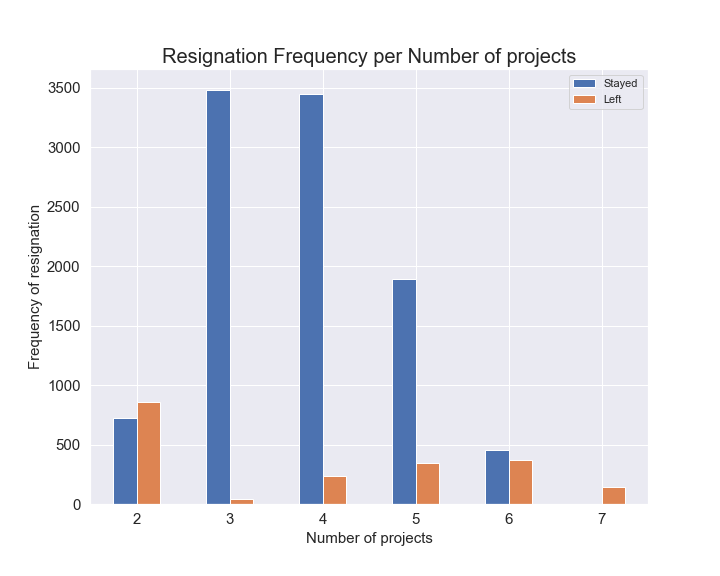 Resignation Frequency per Number of projects
Stayed
Left
Frequency of resignation
3500
3000
2500
2000
1500
1000
500
0
2 3 4 5 6 7
Number of projects